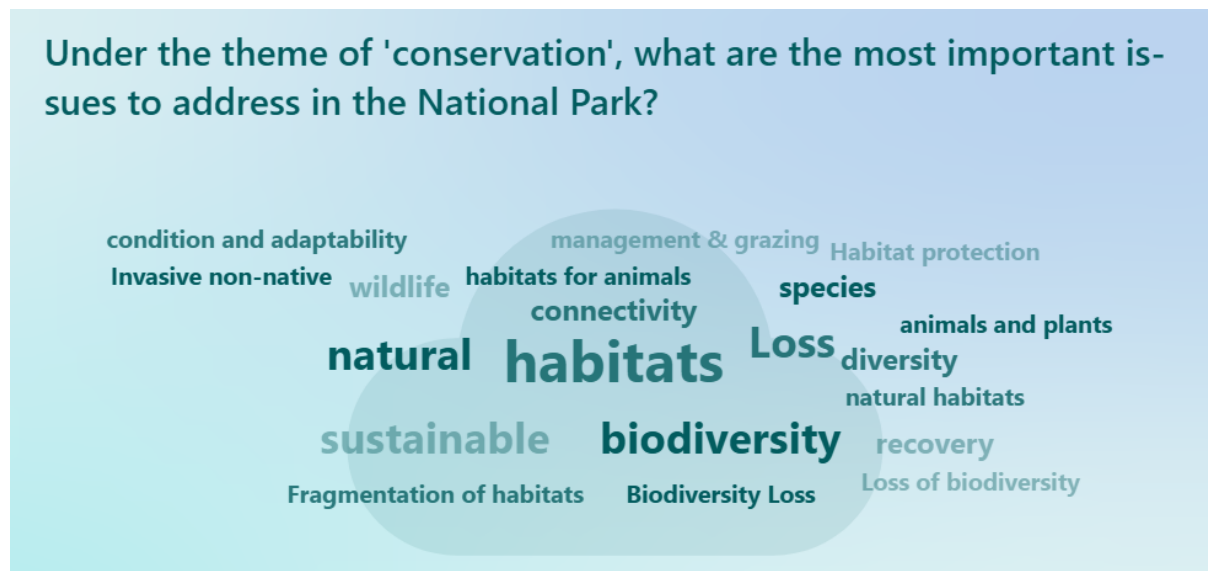 Under the theme of 'conservation', what are the most important is-
sues to address in the National Park?
condition and adaptability
management & grazing
Habitat protection
Invasive non-native
wildlife
habitats for animals
species
connectivity
animals and plants
natural
habitats
Loss
diversity
natural habitats
sustainable
biodiversity
recovery
Loss of biodiversity
Fragmentation of habitats
Biodiversity Loss